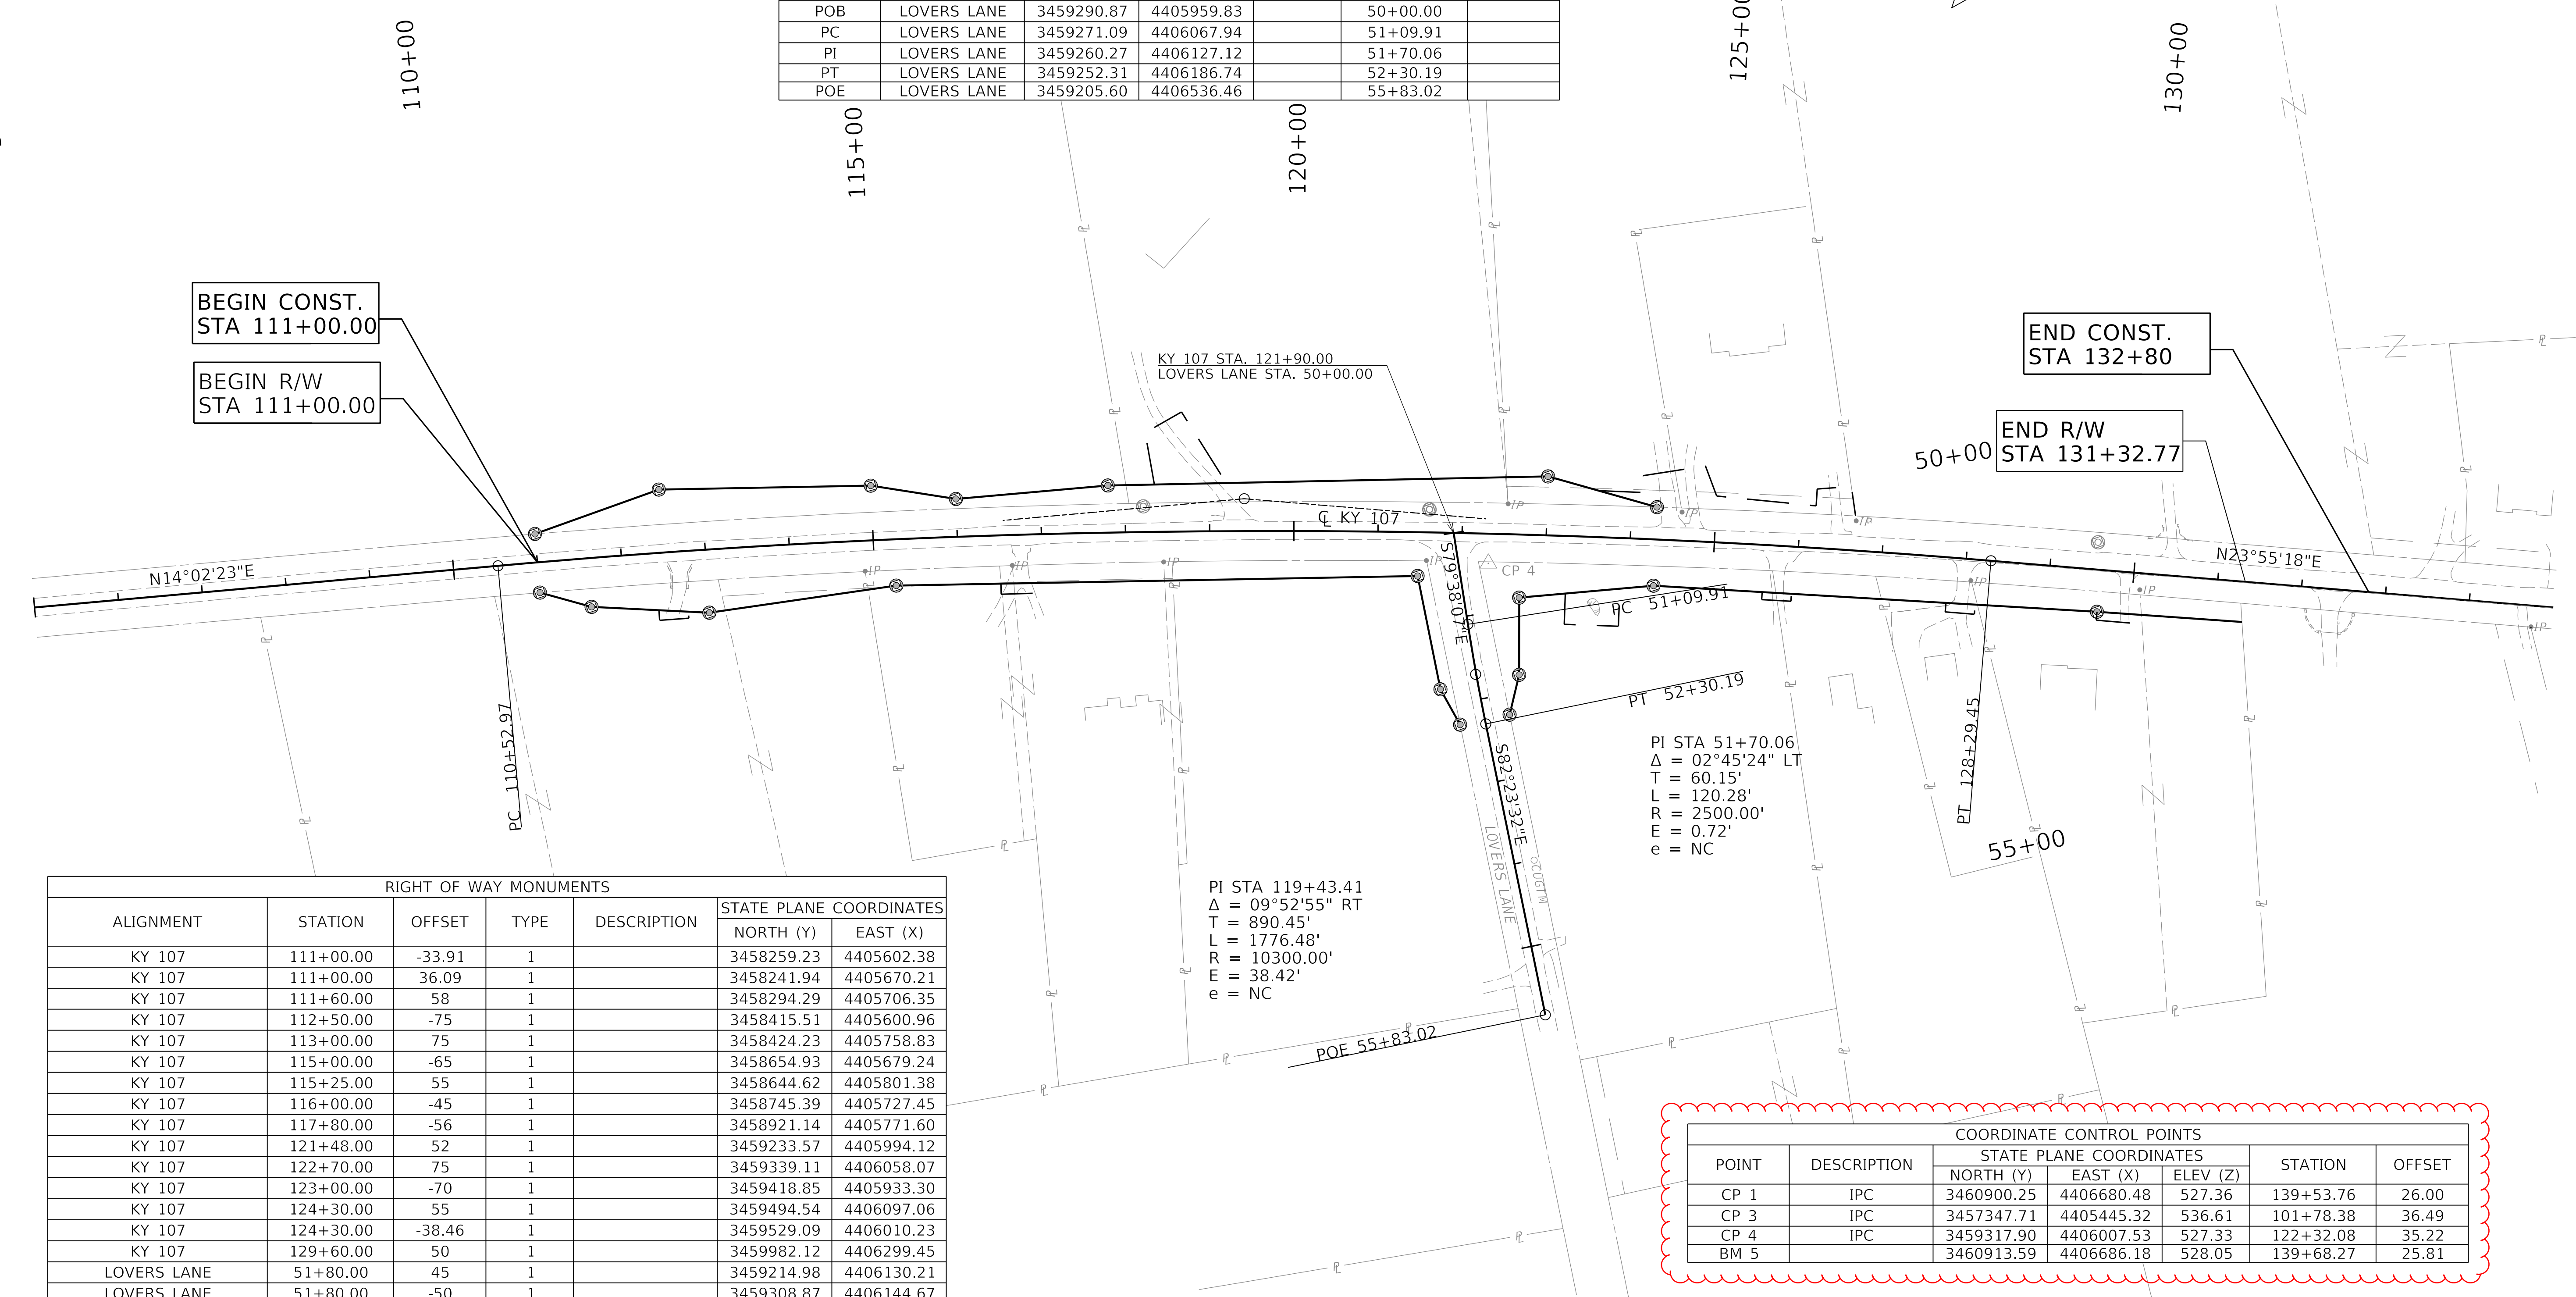 POB LOVERS LANE 3459290.87 4405959.83 50+00.00
PC LOVERS LANE 3459271.09 4406067.94 51+09.91
PI LOVERS LANE 3459260.27 4406127.12 51+70.06
PT LOVERS LANE 3459252.31 4406186.74 52+30.19
POE LOVERS LANE 3459205.60 4406536.46 55+83.02
110+00
115+00
120+00
125+00
130+00
BEGIN CONST.
STA 111+00.00
BEGIN R/W
STA 111+00.00
KY 107 STA. 121+90.00
LOVERS LANE STA. 50+00.00
END CONST.
STA 132+80
END R/W
STA 131+32.77
50+00
N14°02'23"E
℄ KY 107
N23°55'18"E
IP
IP
IP
IP
IP
IP
IP
IP
IP
IP
CP 4
S79°38'07"E
PC 51+09.91
PT 52+30.19
S82°23'32"E
PC 110+52.97
PT 128+29.45
PI STA 51+70.06
Δ = 02°45'24" LT
T = 60.15'
L = 120.28'
R = 2500.00'
E = 0.72'
e = NC
55+00
LOVERS LANE
CUGTM
PI STA 119+43.41
Δ = 09°52'55" RT
T = 890.45'
L = 1776.48'
R = 10300.00'
E = 38.42'
e = NC
POE 55+83.02
RIGHT OF WAY MONUMENTS
ALIGNMENT STATION OFFSET TYPE DESCRIPTION STATE PLANE COORDINATES
NORTH (Y) EAST (X)
KY 107 111+00.00 -33.91 1 3458259.23 4405602.38
KY 107 111+00.00 36.09 1 3458241.94 4405670.21
KY 107 111+60.00 58 1 3458294.29 4405706.35
KY 107 112+50.00 -75 1 3458415.51 4405600.96
KY 107 113+00.00 75 1 3458424.23 4405758.83
KY 107 115+00.00 -65 1 3458654.93 4405679.24
KY 107 115+25.00 55 1 3458644.62 4405801.38
KY 107 116+00.00 -45 1 3458745.39 4405727.45
KY 107 117+80.00 -56 1 3458921.14 4405771.60
KY 107 121+48.00 52 1 3459233.57 4405994.12
KY 107 122+70.00 75 1 3459339.11 4406058.07
KY 107 123+00.00 -70 1 3459418.85 4405933.30
KY 107 124+30.00 55 1 3459494.54 4406097.06
KY 107 124+30.00 -38.46 1 3459529.09 4406010.23
KY 107 129+60.00 50 1 3459982.12 4406299.45
LOVERS LANE 51+80.00 45 1 3459214.98 4406130.21
LOVERS LANE 51+80.00 -50 1 3459308.87 4406144.67
COORDINATE CONTROL POINTS
POINT DESCRIPTION STATE PLANE COORDINATES STATION OFFSET
NORTH (Y) EAST (X) ELEV (Z)
CP 1 IPC 3460900.25 4406680.48 527.36 139+53.76 26.00
CP 3 IPC 3457347.71 4405445.32 536.61 101+78.38 36.49
CP 4 IPC 3459317.90 4406007.53 527.33 122+32.08 35.22
BM 5 3460913.59 4406686.18 528.05 139+68.27 25.81